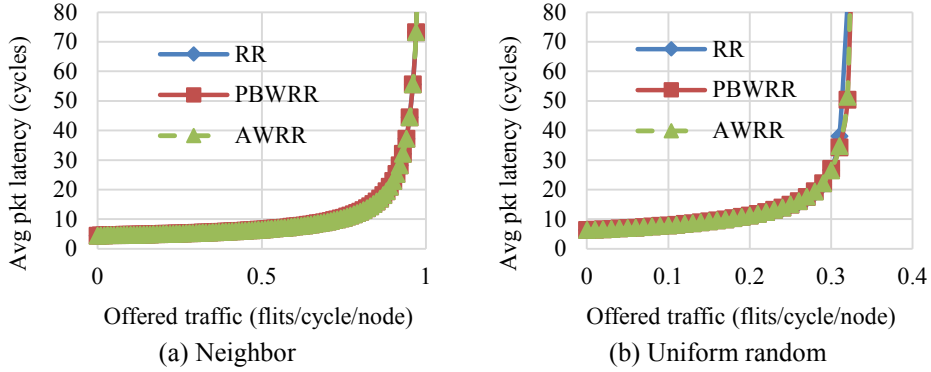 Avg pkt latency (cycles)
80
70
60
50
40
30
20
10
0
RR
PBWRR
AWRR
0
0.5
1
Offered traffic (flits/cycle/node)
(a) Neighbor
Avg pkt latency (cycles)
80
70
60
50
40
30
20
10
0
RR
PBWRR
AWRR
0
0.1
0.2
0.3
0.4
Offered traffic (flits/cycle/node)
(b) Uniform random